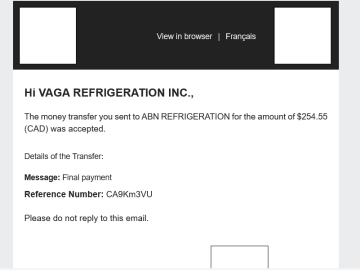 View in browser | Français
Hi VAGA REFRIGERATION INC.,
The money transfer you sent to ABN REFRIGERATION for the amount of $254.55
(CAD) was accepted.
Details of the Transfer:
Message: Final payment
Reference Number: CA9Km3VU
Please do not reply to this email.